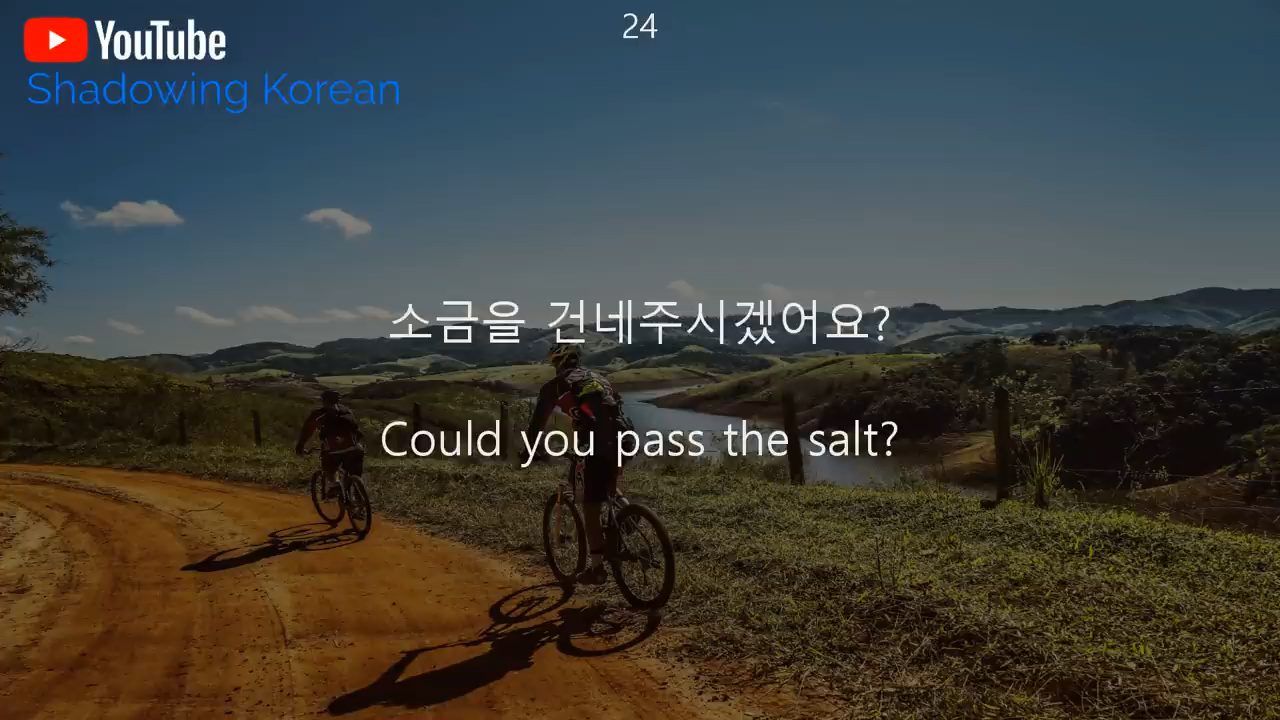 24
YouTube
Shadowing Korean
소금을 건네주시겠어요?
Could you pass the salt?